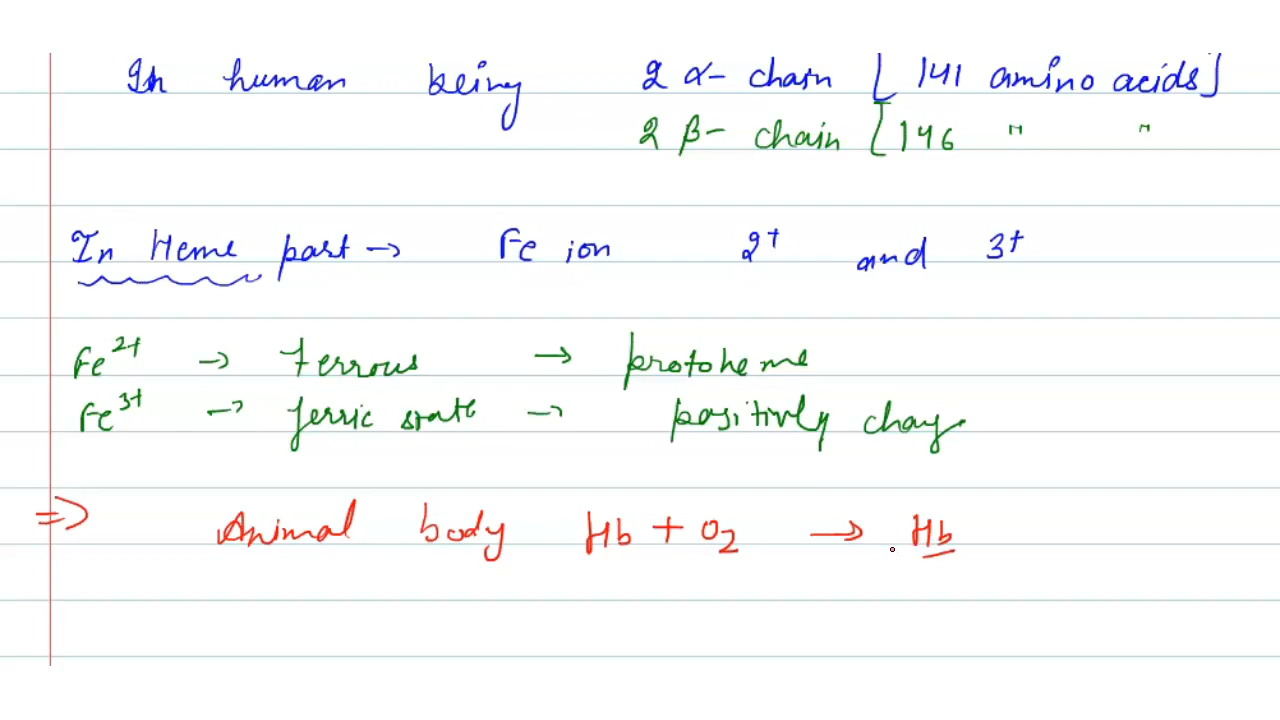 In human being 2 α- chain [141 amino acids]
2 β- chain [146 " "
In Heme part → Fe ion 2+ and 3+
Fe2+ → Ferrous → protoheme
Fe3+ → ferric state → positively charge
⇒ Animal body Hb + O2 → Hb